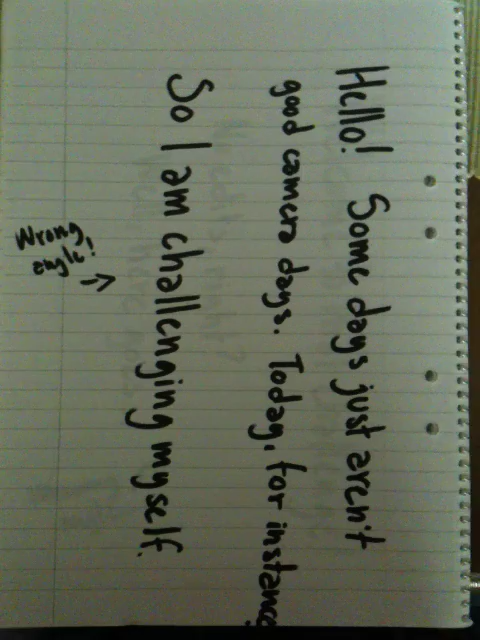 Hello! Some days just aren't
good camera days. Today, for instance,
So I am challenging myself.
Wrong
angle!